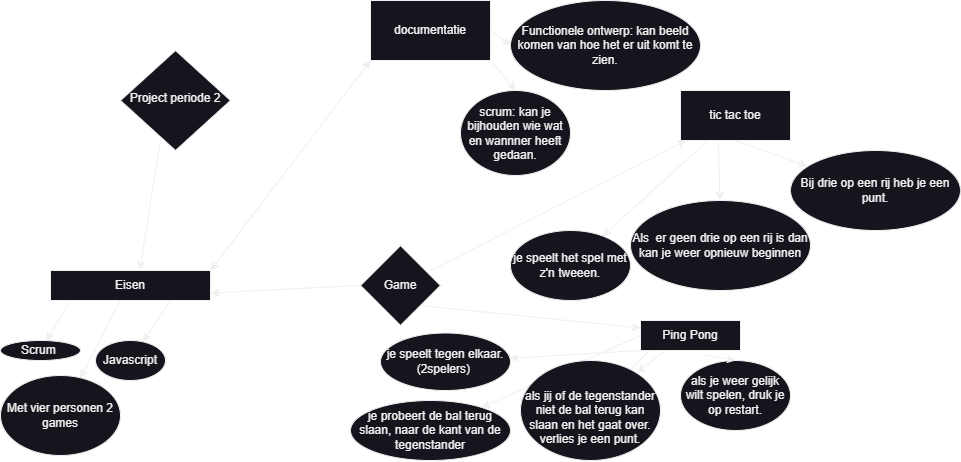 documentatie
Functionele ontwerp: kan beeld
komen van hoe het er uit komt te
zien.
Project periode 2
scrum: kan je
bijhouden wie wat
en wannner heeft
gedaan.
tic tac toe
Bij drie op een rij heb je een
punt.
Als er geen drie op een rij is dan
kan je weer opnieuw beginnen
je speelt het spel met
z'n tweeen.
Eisen
Game
Scrum
Javascript
Met vier personen 2
games
Ping Pong
je speelt tegen elkaar.
(2spelers)
je probeert de bal terug
slaan, naar de kant van de
tegenstander
als jij of de tegenstander
niet de bal terug kan
slaan en het gaat over.
verlies je een punt.
als je weer gelijk
wilt spelen, druk je
op restart.